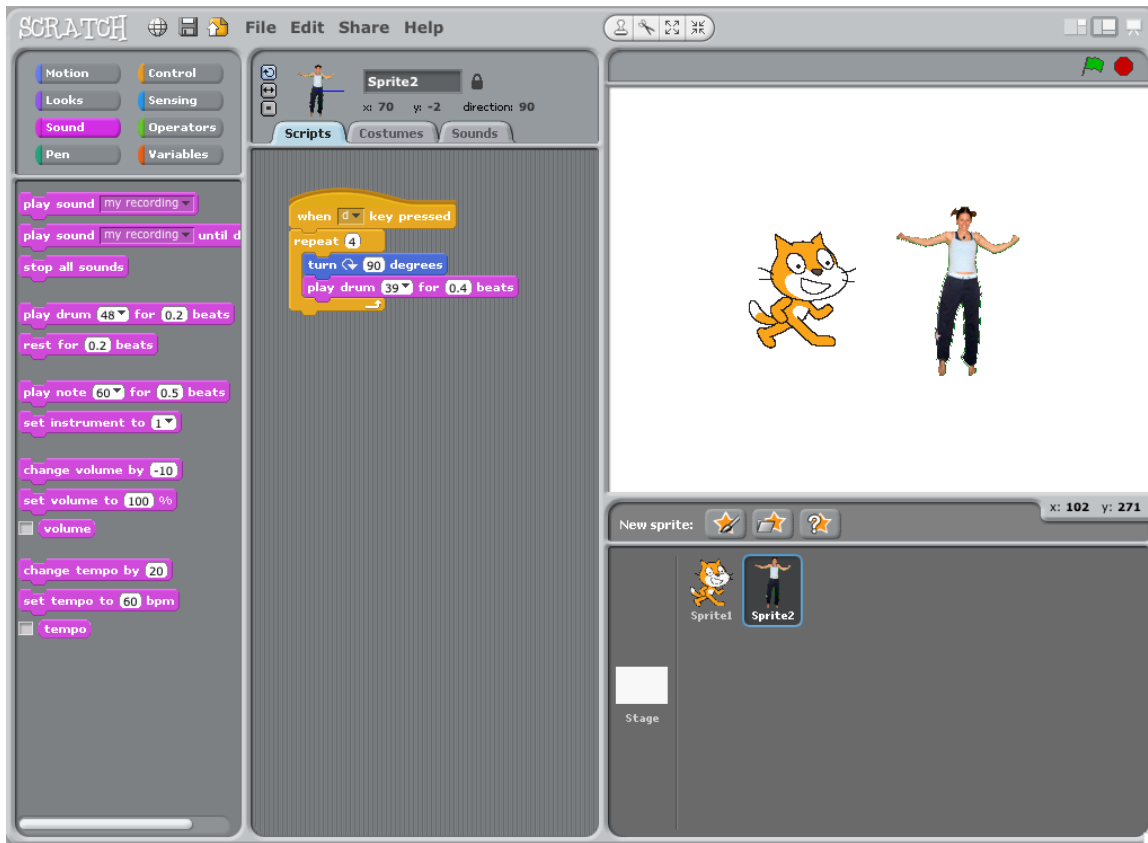 SCRATCH File Edit Share Help
Motion Control
Looks Sensing
Sound Operators
Pen Variables
play sound my recording
play sound my recording until d
stop all sounds
play drum 48 for 0.2 beats
rest for 0.2 beats
play note 60 for 0.5 beats
set instrument to 1
change volume by -10
set volume to 100 %
volume
change tempo by 20
set tempo to 60 bpm
tempo
Sprite2
x: 70 y: -2 direction: 90
Scripts Costumes Sounds
when d key pressed
repeat 4
turn 90 degrees
play drum 39 for 0.4 beats
x: 102 y: 271
New sprite:
Sprite1 Sprite2
Stage